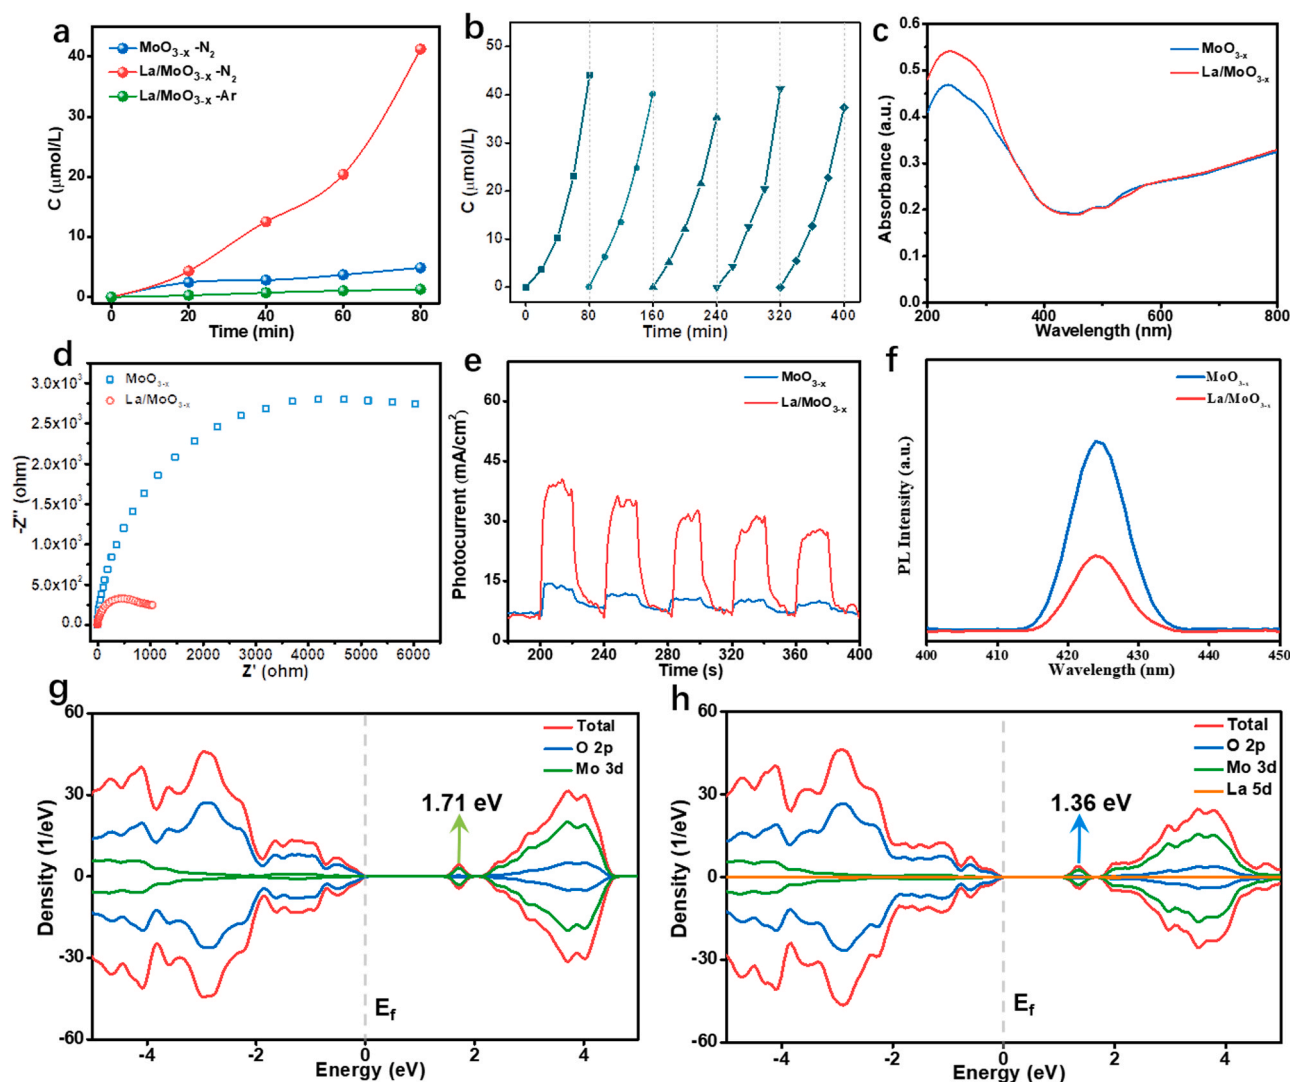 a
MoO3-x -N2
La/MoO3-x -N2
La/MoO3-x -Ar
C (μmol/L)
40
20
0
0 20 40 60 80
Time (min)
b
C (μmol/L)
50
40
30
20
10
0
0 80 160 240 320 400
Time (min)
c
MoO3-x
La/MoO3-x
Absorbance (a.u.)
0.6
0.5
0.4
0.3
0.2
0.1
0.0
200 400 600 800
Wavelength (nm)
d
MoO3-x
La/MoO3-x
-Z'' (ohm)
3.0x10³
2.5x10³
2.0x10³
1.5x10³
1.0x10³
5.0x10²
0.0
0 1000 2000 3000 4000 5000 6000
Z' (ohm)
e
MoO3-x
La/MoO3-x
Photocurrent (mA/cm²)
60
45
30
15
0
180 220 260 300 340 380 400
Time (s)
f
MoO3-x
La/MoO3-x
PL Intensity (a.u.)
400 410 420 430 440 450
Wavelength (nm)
g
Total
O 2p
Mo 3d
1.71 eV
Density (1/eV)
60
30
0
-30
-60
Ef
-4 -2 0 2 4
Energy (eV)
h
Total
O 2p
Mo 3d
La 5d
1.36 eV
Density (1/eV)
60
30
0
-30
-60
Ef
-4 -2 0 2 4
Energy (eV)